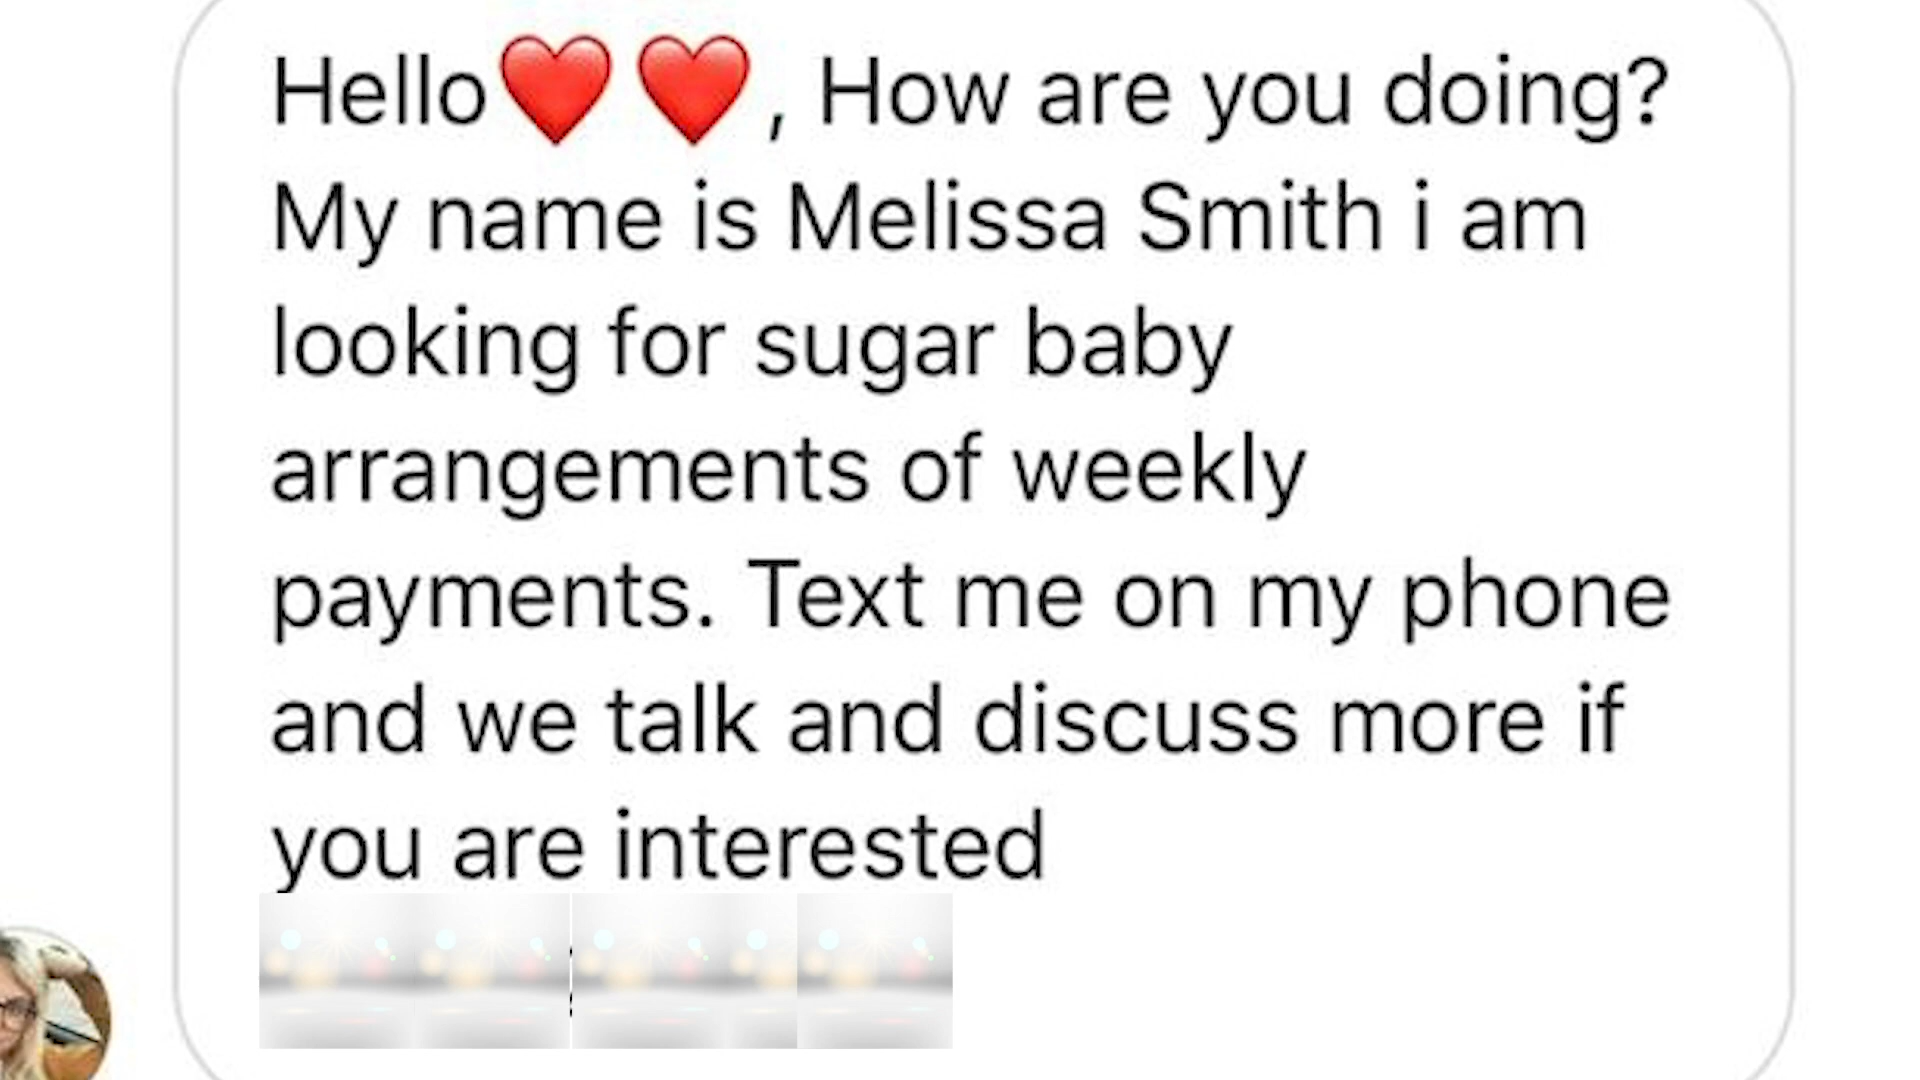 Hello❤️❤️, How are you doing?
My name is Melissa Smith i am
looking for sugar baby
arrangements of weekly
payments. Text me on my phone
and we talk and discuss more if
you are interested